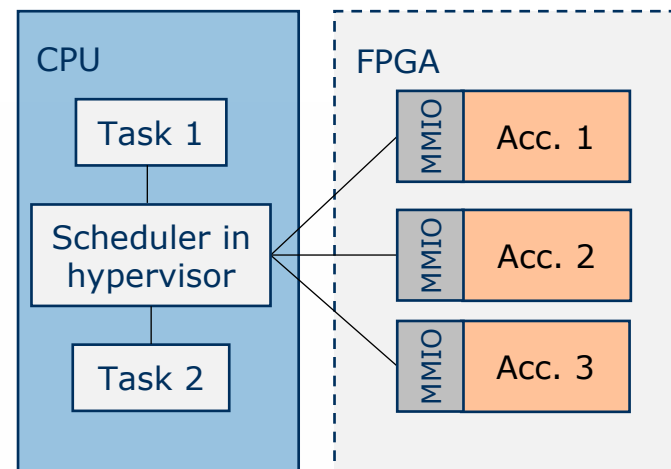 CPU
Task 1
Scheduler in
hypervisor
Task 2
FPGA
MMIO
Acc. 1
MMIO
Acc. 2
MMIO
Acc. 3